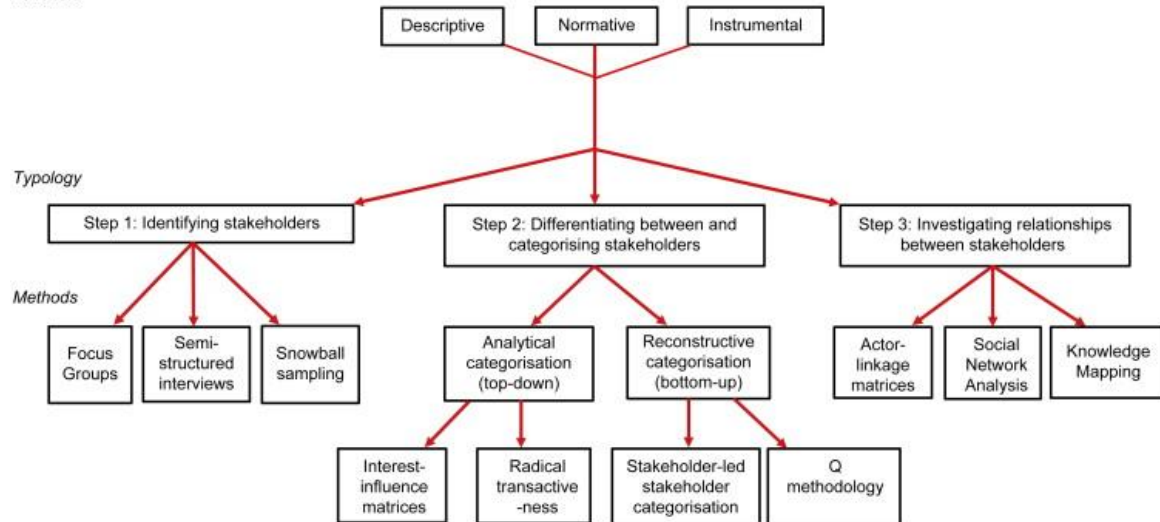 Descriptive
Normative
Instrumental
Typology
Step 1: Identifying stakeholders
Step 2: Differentiating between and
categorising stakeholders
Step 3: Investigating relationships
between stakeholders
Methods
Focus
Groups
Semi-
structured
interviews
Snowball
sampling
Analytical
categorisation
(top-down)
Reconstructive
categorisation
(bottom-up)
Actor-
linkage
matrices
Social
Network
Analysis
Knowledge
Mapping
Interest-
influence
matrices
Radical
transactive
-ness
Stakeholder-led
stakeholder
categorisation
Q
methodology